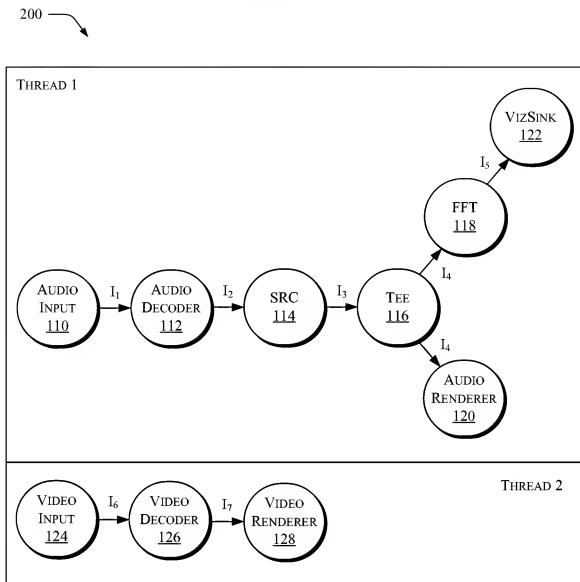 200
THREAD 1
VIZSINK
122
I5
FFT
118
I4
AUDIO
INPUT
110
I1
AUDIO
DECODER
112
I2
SRC
114
I3
TEE
116
I4
AUDIO
RENDERER
120
THREAD 2
VIDEO
INPUT
124
I6
VIDEO
DECODER
126
I7
VIDEO
RENDERER
128